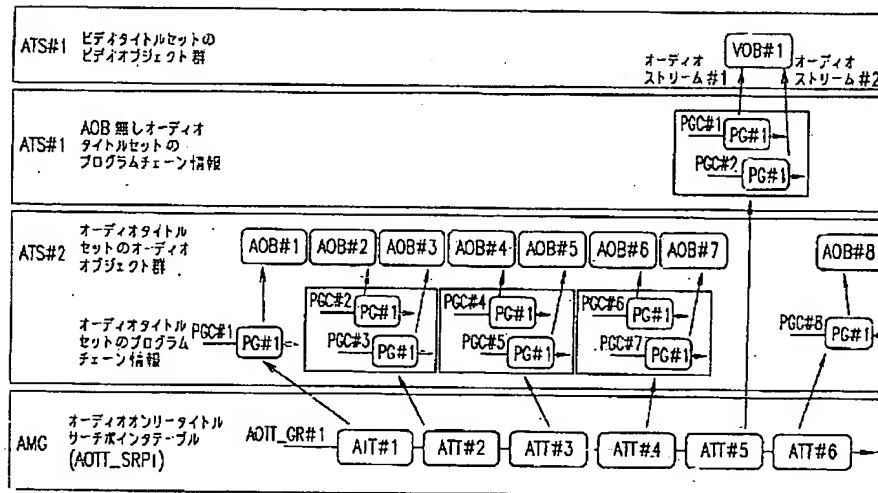 ATS#1
ビデオタイトルセットの
ビデオオブジェクト群
オーディオ
ストリーム#1
VOB#1
オーディオ
ストリーム#2
ATS#1
AOB 無しオーディオ
タイトルセットの
プログラムチェーン情報
PGC#1
PG#1
PGC#2
PG#1
ATS#2
オーディオタイトル
セットのオーディオ
オブジェクト群
AOB#1
AOB#2
AOB#3
AOB#4
AOB#5
AOB#6
AOB#7
AOB#8
オーディオタイトル
セットのプログラム
チェーン情報
PGC#1
PG#1
PGC#2
PG#1
PGC#3
PG#1
PGC#4
PG#1
PGC#5
PG#1
PGC#6
PG#1
PGC#7
PG#1
PGC#8
PG#1
AMG
オーディオオンリータイトル
サーチポインタテーブル
(AOTT_SRPI)
AOTT_GR#1
ATT#1
ATT#2
ATT#3
ATT#4
ATT#5
ATT#6